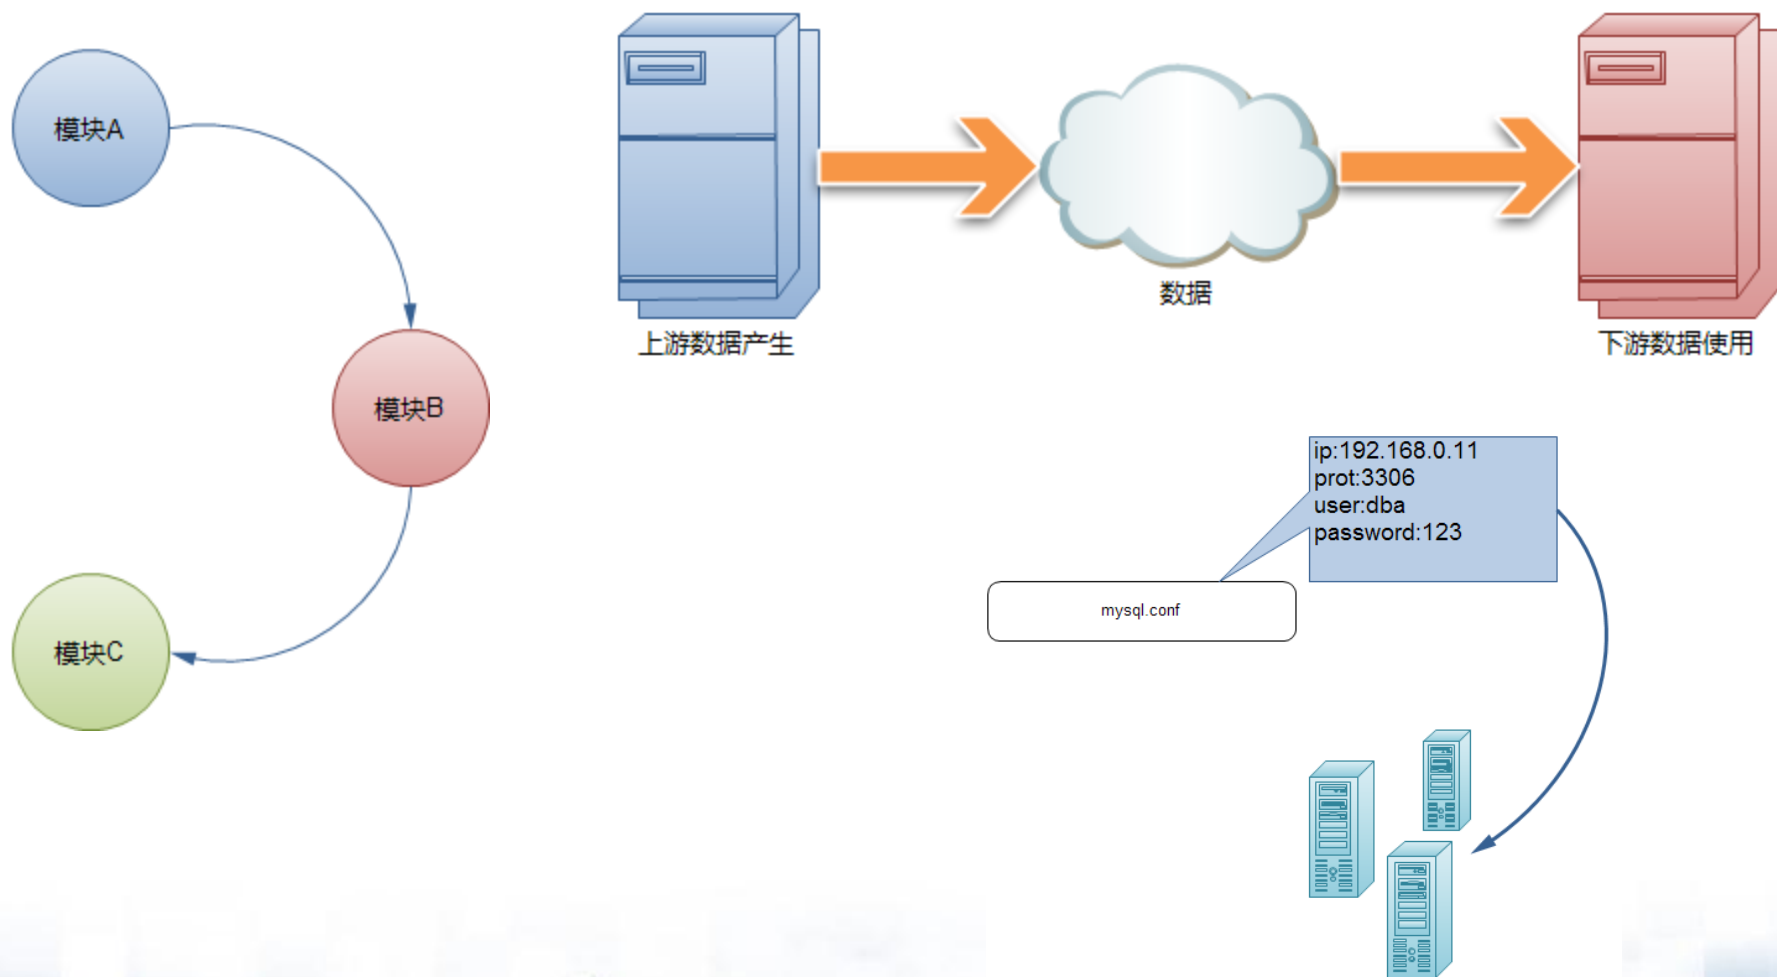 模块A
模块B
模块C
上游数据产生
数据
下游数据使用
ip:192.168.0.11
prot:3306
user:dba
password:123
mysql.conf